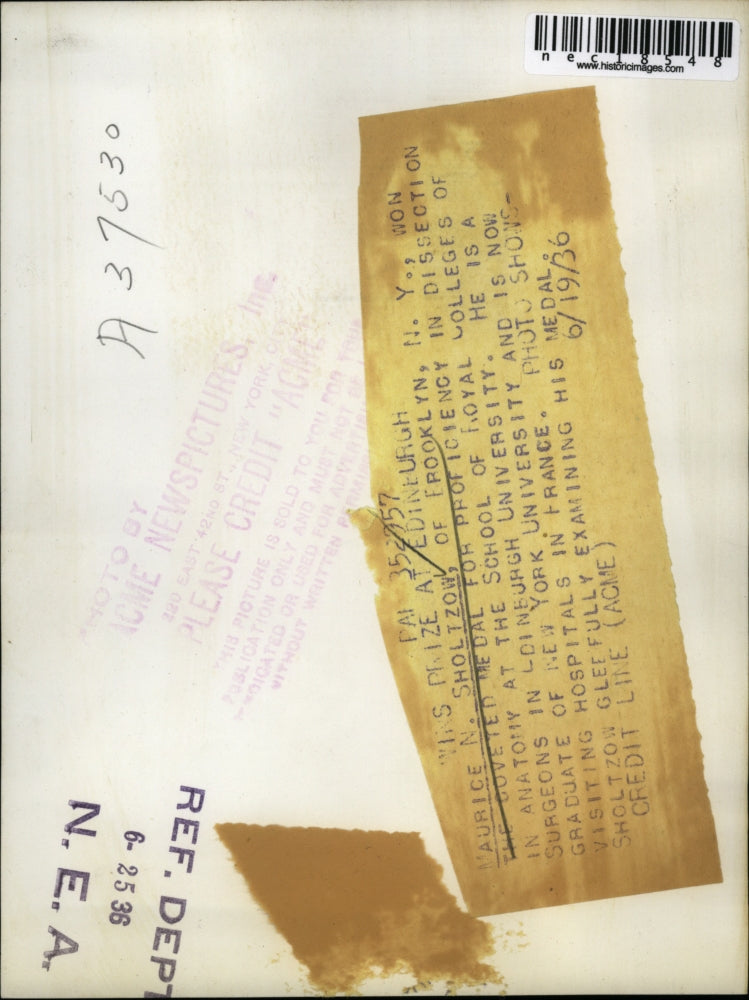 nec18548
www.historicimages.com
A 37530
PHOTO BY
ACME NEWSPICTURES, Inc.
220 EAST 42ND ST., NEW YORK C
PLEASE CREDIT "ACME"
THIS PICTURE IS SOLD TO YOU FOR
PUBLICATION ONLY AND MUST NOT BE
SYNDICATED OR USED FOR ADVERTISING
WITHOUT WRITTEN
PAI
WINS PRIZE AT EDINBURGH
MAURICE N. SHOLTZOW, OF BROOKLYN, N. Y., WON
THE COVETED MEDAL FOR PROFICIENCY IN DISSECTION
IN ANATOMY AT THE SCHOOL OF ROYAL COLLEGES OF
SURGEONS IN EDINBURGH UNIVERSITY. HE IS A
GRADUATE OF NEW YORK UNIVERSITY AND IS NOW
VISITING HOSPITALS IN FRANCE. PHOTO SHOWS-
SHOLTZOW GLEEFULLY EXAMINING HIS MEDAL.
CREDIT LINE (ACME) 6/19/36
REF. DEPT
6-25 36
N. E. A.